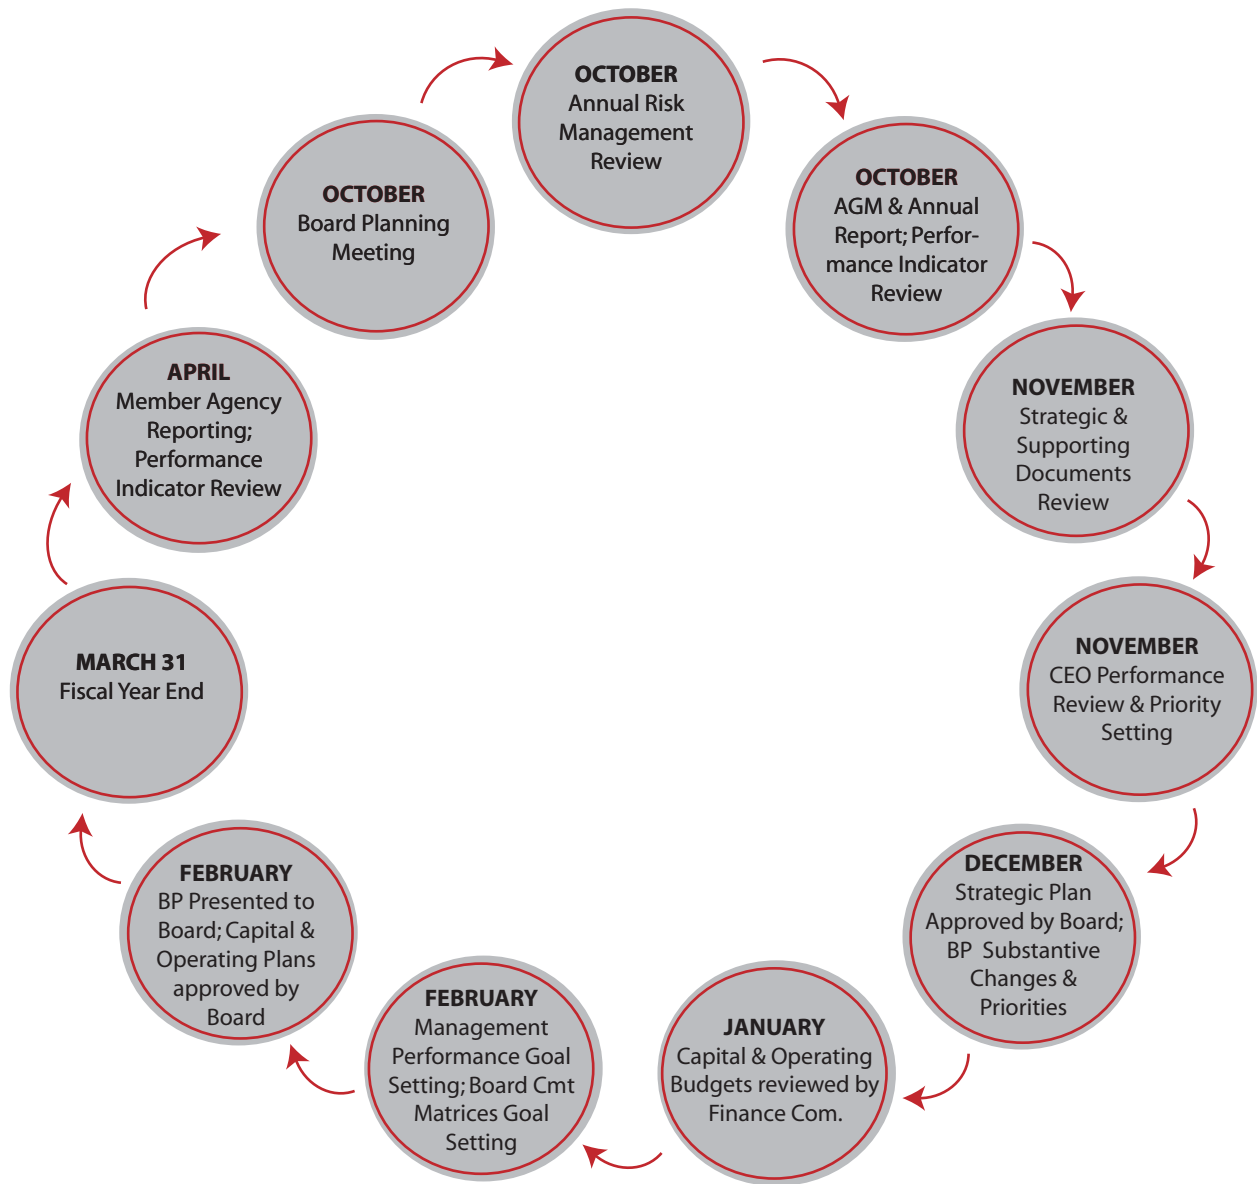 OCTOBER
Annual Risk
Management
Review
OCTOBER
AGM & Annual
Report; Perfor-
mance Indicator
Review
NOVEMBER
Strategic &
Supporting
Documents
Review
NOVEMBER
CEO Performance
Review & Priority
Setting
DECEMBER
Strategic Plan
Approved by Board;
BP Substantive
Changes &
Priorities
JANUARY
Capital & Operating
Budgets reviewed by
Finance Com.
FEBRUARY
Management
Performance Goal
Setting; Board Cmt
Matrices Goal
Setting
FEBRUARY
BP Presented to
Board; Capital &
Operating Plans
approved by
Board
MARCH 31
Fiscal Year End
APRIL
Member Agency
Reporting;
Performance
Indicator Review
OCTOBER
Board Planning
Meeting